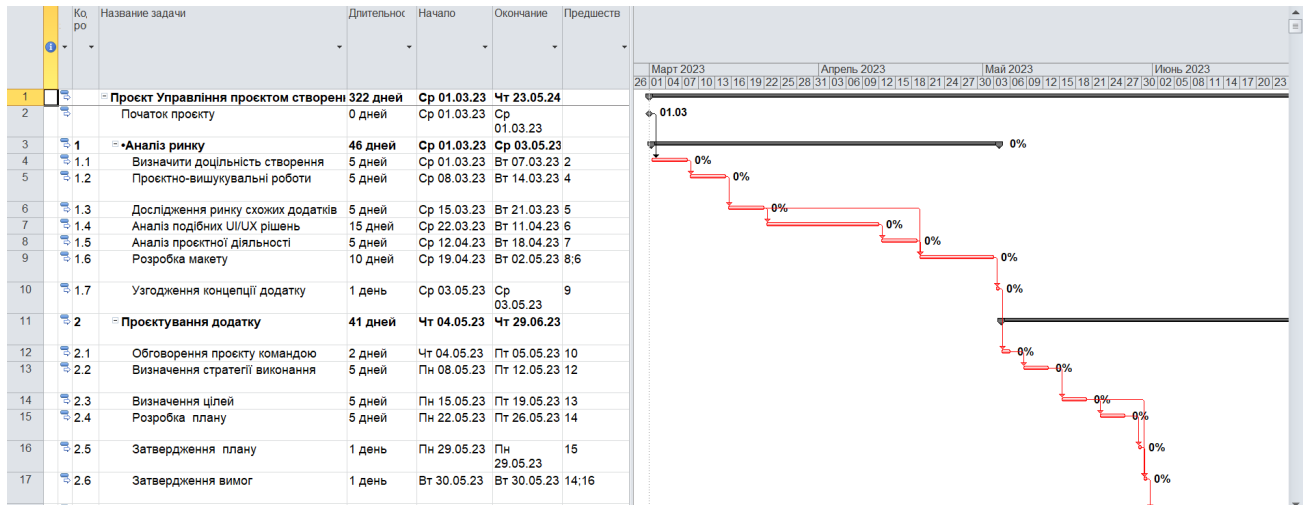 Ко, Название задачи Длительнос Начало Окончание Предшеств
ро
Март 2023 Апрель 2023 Май 2023 Июнь 2023
26 01 04 07 10 13 16 19 22 25 28 31 03 06 09 12 15 18 21 24 27 30 03 06 09 12 15 18 21 24 27 30 02 05 08 11 14 17 20 23
1 Проєкт Управління проєктом створенн 322 дней Ср 01.03.23 Чт 23.05.24
2 Початок проєкту 0 дней Ср 01.03.23 Ср 01.03
01.03.23
3 1 •Аналіз ринку 46 дней Ср 01.03.23 Ср 03.05.23 0%
4 1.1 Визначити доцільність створення 5 дней Ср 01.03.23 Вт 07.03.23 2 0%
5 1.2 Проєктно-вишукувальні роботи 5 дней Ср 08.03.23 Вт 14.03.23 4 0%
6 1.3 Дослідження ринку схожих додатків 5 дней Ср 15.03.23 Вт 21.03.23 5 0%
7 1.4 Аналіз подібних UI/UX рішень 15 дней Ср 22.03.23 Вт 11.04.23 6 0%
8 1.5 Аналіз проєктної діяльності 5 дней Ср 12.04.23 Вт 18.04.23 7 0%
9 1.6 Розробка макету 10 дней Ср 19.04.23 Вт 02.05.23 8;6 0%
10 1.7 Узгодження концепції додатку 1 день Ср 03.05.23 Ср 9 0%
03.05.23
11 2 Проєктування додатку 41 дней Чт 04.05.23 Чт 29.06.23
12 2.1 Обговорення проєкту командою 2 дней Чт 04.05.23 Пт 05.05.23 10 0%
13 2.2 Визначення стратегії виконання 5 дней Пн 08.05.23 Пт 12.05.23 12 0%
14 2.3 Визначення цілей 5 дней Пн 15.05.23 Пт 19.05.23 13 0%
15 2.4 Розробка плану 5 дней Пн 22.05.23 Пт 26.05.23 14 0%
16 2.5 Затвердження плану 1 день Пн 29.05.23 Пн 15 0%
29.05.23
17 2.6 Затвердження вимог 1 день Вт 30.05.23 Вт 30.05.23 14;16 0%